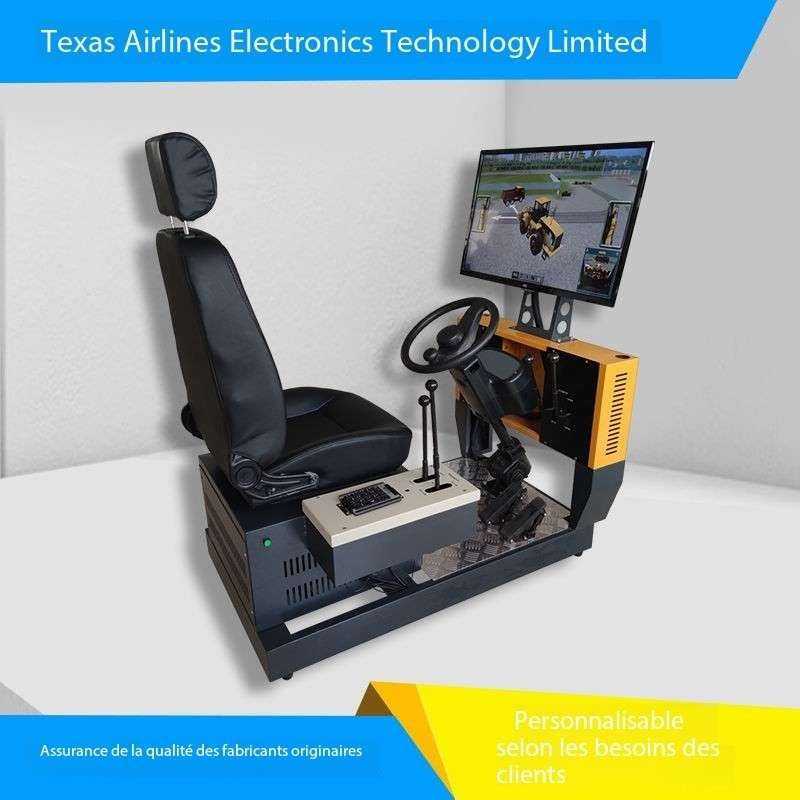 Texas Airlines Electronics Technology Limited
Assurance de la qualité des fabricants originaires
Personnalisable
selon les besoins des
clients